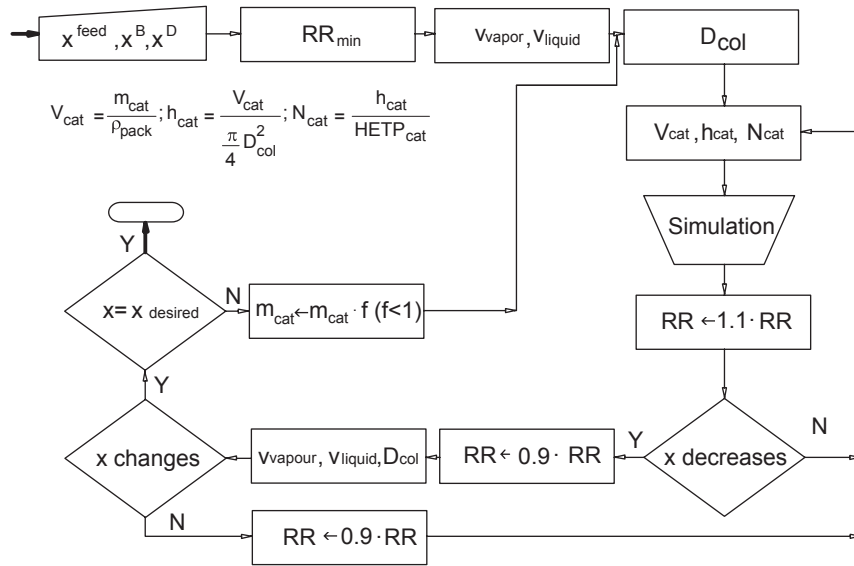 x^feed, x^B, x^D
RR_min
v_vapor, v_liquid
D_col
V_cat = m_cat / ρ_pack ; h_cat = V_cat / (π/4 D_col^2) ; N_cat = h_cat / HETP_cat
V_cat, h_cat, N_cat
Simulation
RR ← 1.1 · RR
Y
x = x desired
N
m_cat ← m_cat · f (f<1)
Y
x changes
v_vapour, v_liquid, D_col
RR ← 0.9 · RR
Y
x decreases
N
N
RR ← 0.9 · RR